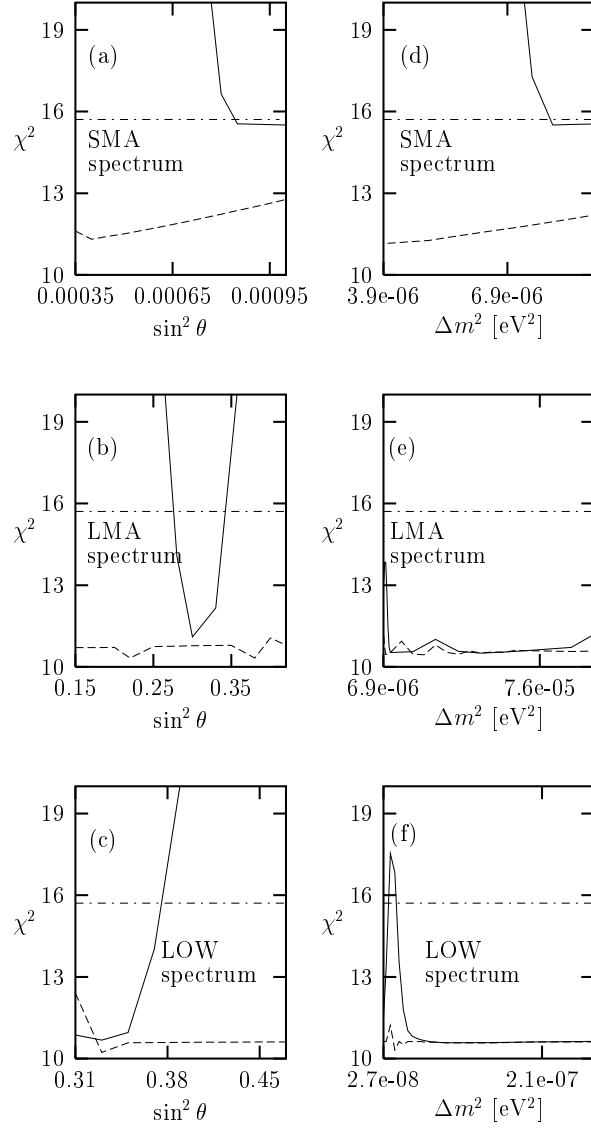 19
16
13
10
χ²
(a)
SMA
spectrum
0.00035
0.00065
0.00095
sin² θ
19
16
13
10
χ²
(d)
SMA
spectrum
3.9e-06
6.9e-06
Δm² [eV²]
19
16
13
10
χ²
(b)
LMA
spectrum
0.15
0.25
0.35
sin² θ
19
16
13
10
χ²
(e)
LMA
spectrum
6.9e-06
7.6e-05
Δm² [eV²]
19
16
13
10
χ²
(c)
LOW
spectrum
0.31
0.38
0.45
sin² θ
19
16
13
10
χ²
(f)
LOW
spectrum
2.7e-08
2.1e-07
Δm² [eV²]